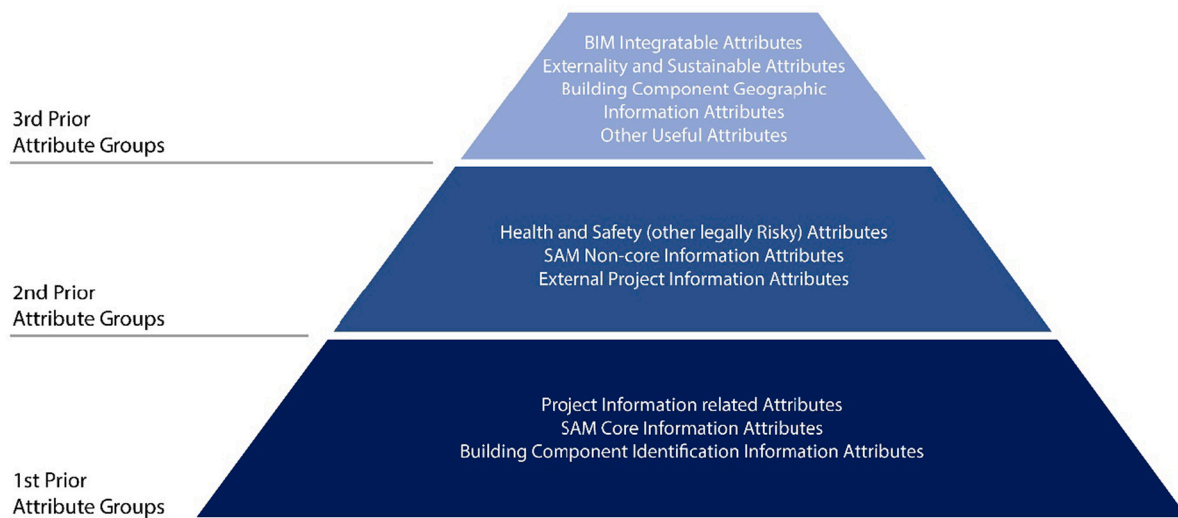 BIM Integratable Attributes
Externality and Sustainable Attributes
Building Component Geographic
Information Attributes
Other Useful Attributes
3rd Prior
Attribute Groups
Health and Safety (other legally Risky) Attributes
SAM Non-core Information Attributes
External Project Information Attributes
2nd Prior
Attribute Groups
Project Information related Attributes
SAM Core Information Attributes
Building Component Identification Information Attributes
1st Prior
Attribute Groups